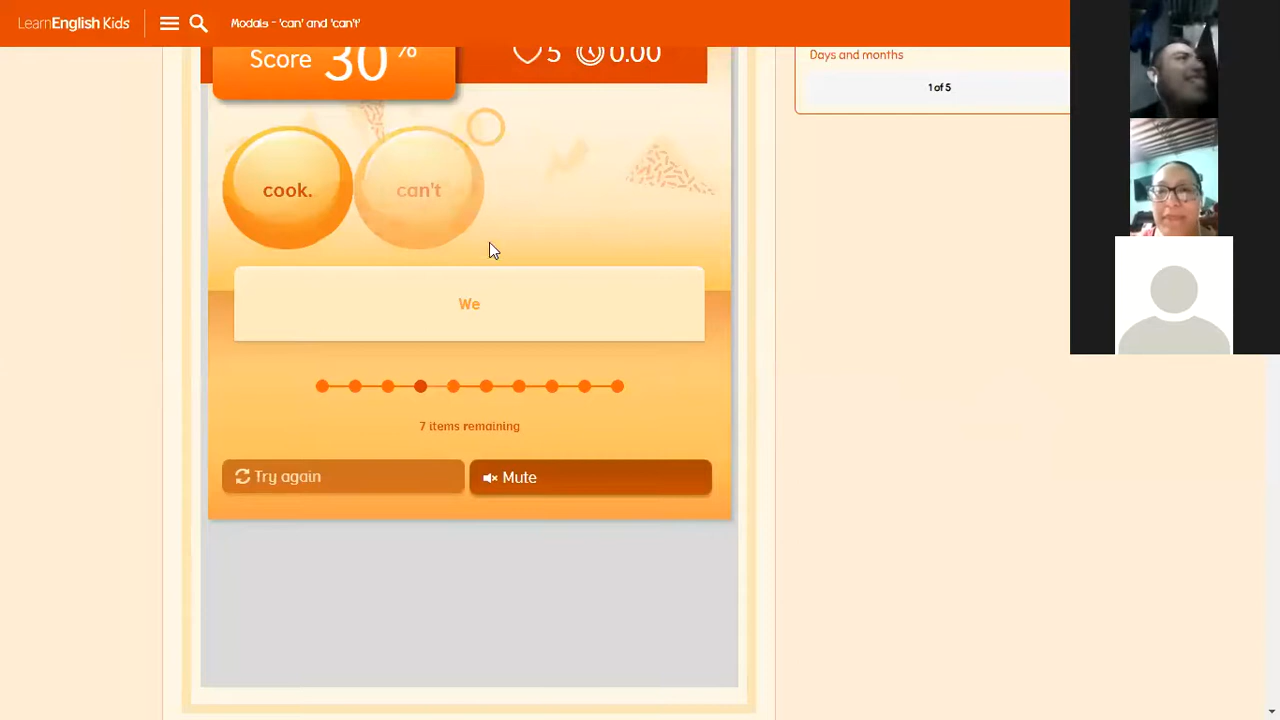 LearnEnglish Kids
Modals - 'can' and 'can't'
Score 30 %
5
0.00
Days and months
1 of 5
cook.
can't
We
7 items remaining
Try again
Mute